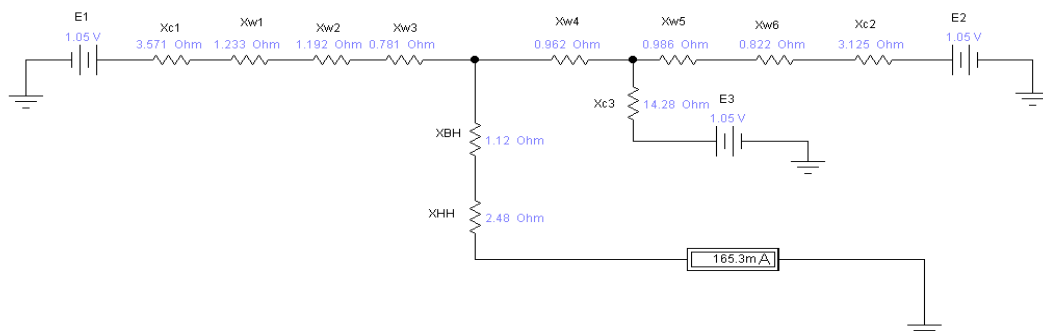 E1
1.05 V
Xc1
3.571 Ohm
Xw1
1.233 Ohm
Xw2
1.192 Ohm
Xw3
0.781 Ohm
Xw4
0.962 Ohm
Xw5
0.986 Ohm
Xw6
0.822 Ohm
Xc2
3.125 Ohm
E2
1.05 V
Xc3
14.28 Ohm
E3
1.05 V
XBH
1.12 Ohm
XHH
2.48 Ohm
165.3mA